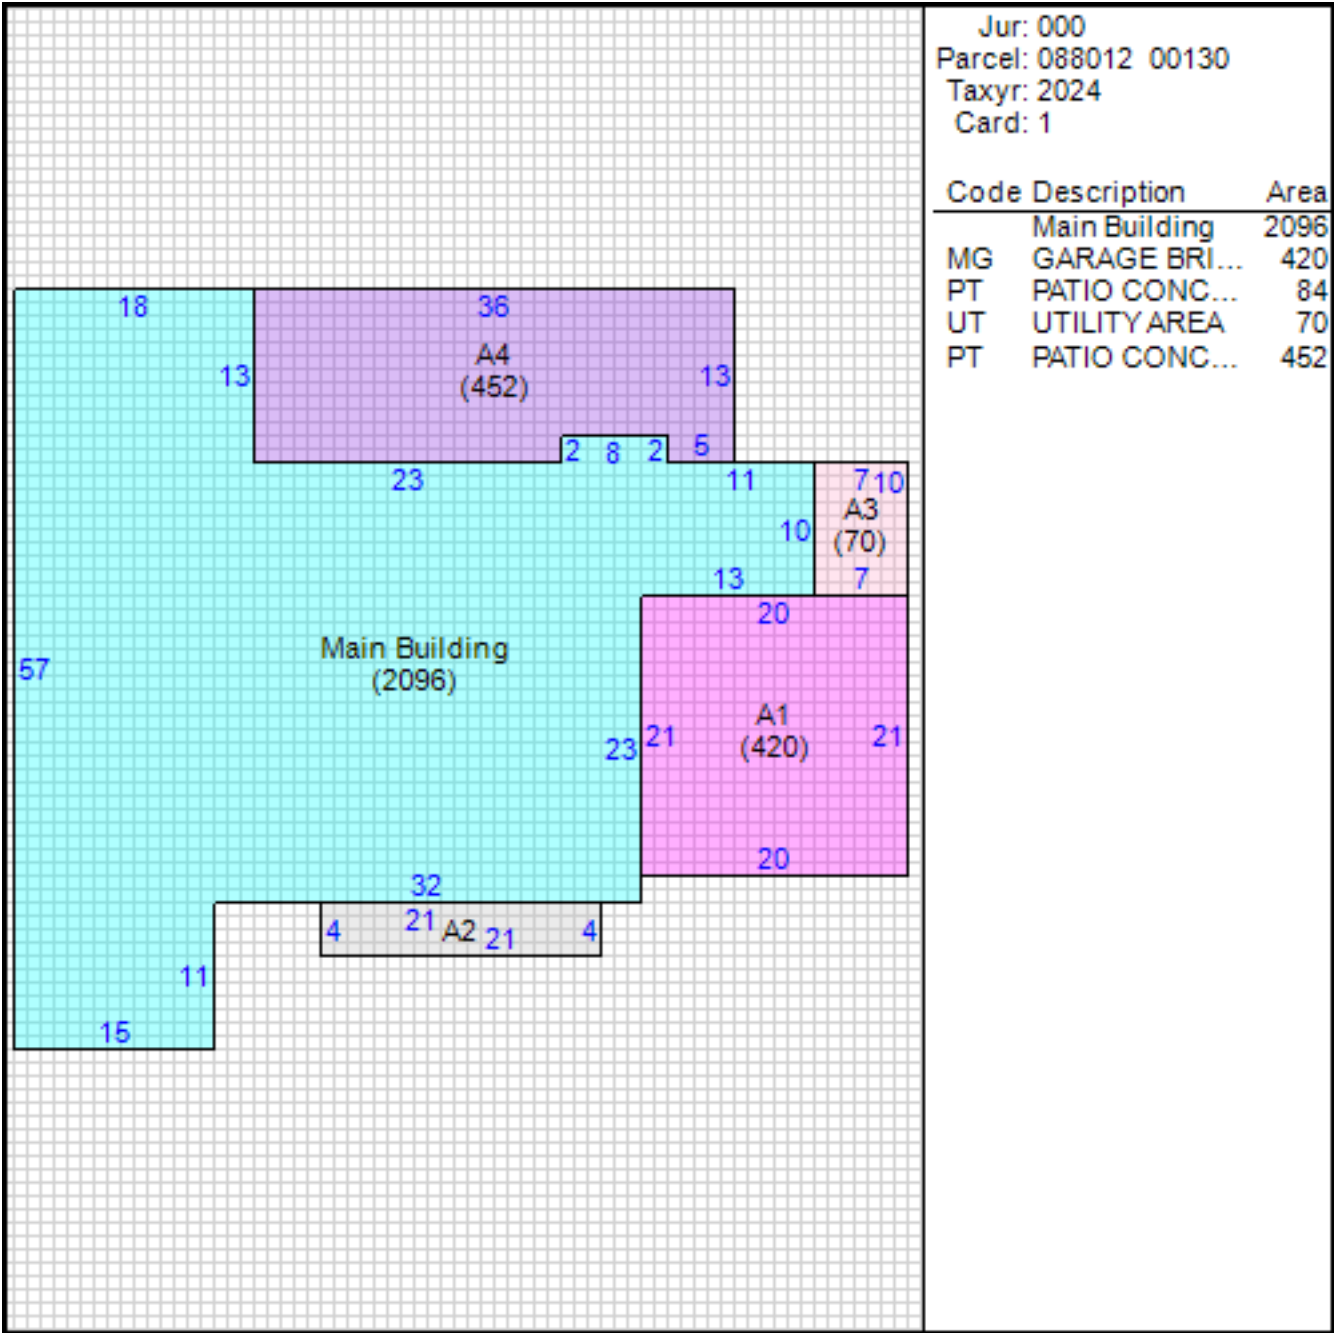 Jur: 000
Parcel: 088012 00130
Taxyr: 2024
Card: 1
Code Description Area
Main Building 2096
MG GARAGE BRI... 420
PT PATIO CONC... 84
UT UTILITY AREA 70
PT PATIO CONC... 452
18
36
13
A4
(452)
13
2 8 2 5
23
11
7 10
A3
(70)
10
13
7
20
Main Building
(2096)
57
A1
(420)
23
21
21
20
32
4
21
A2
21
4
11
15